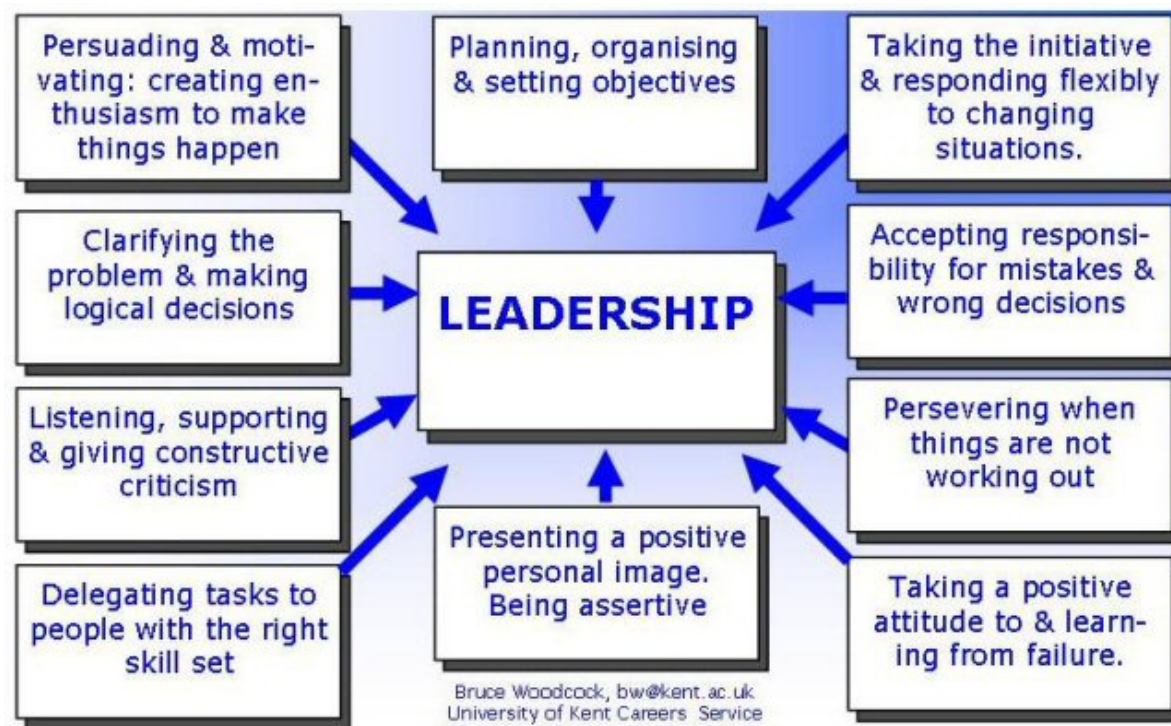 Persuading & moti-
vating: creating en-
thusiasm to make
things happen
Planning, organising
& setting objectives
Taking the initiative
& responding flexibly
to changing
situations.
Clarifying the
problem & making
logical decisions
LEADERSHIP
Accepting responsi-
bility for mistakes &
wrong decisions
Listening, supporting
& giving constructive
criticism
Persevering when
things are not
working out
Delegating tasks to
people with the right
skill set
Presenting a positive
personal image.
Being assertive
Taking a positive
attitude to & learn-
ing from failure.
Bruce Woodcock, bw@kent.ac.uk
University of Kent Careers Service